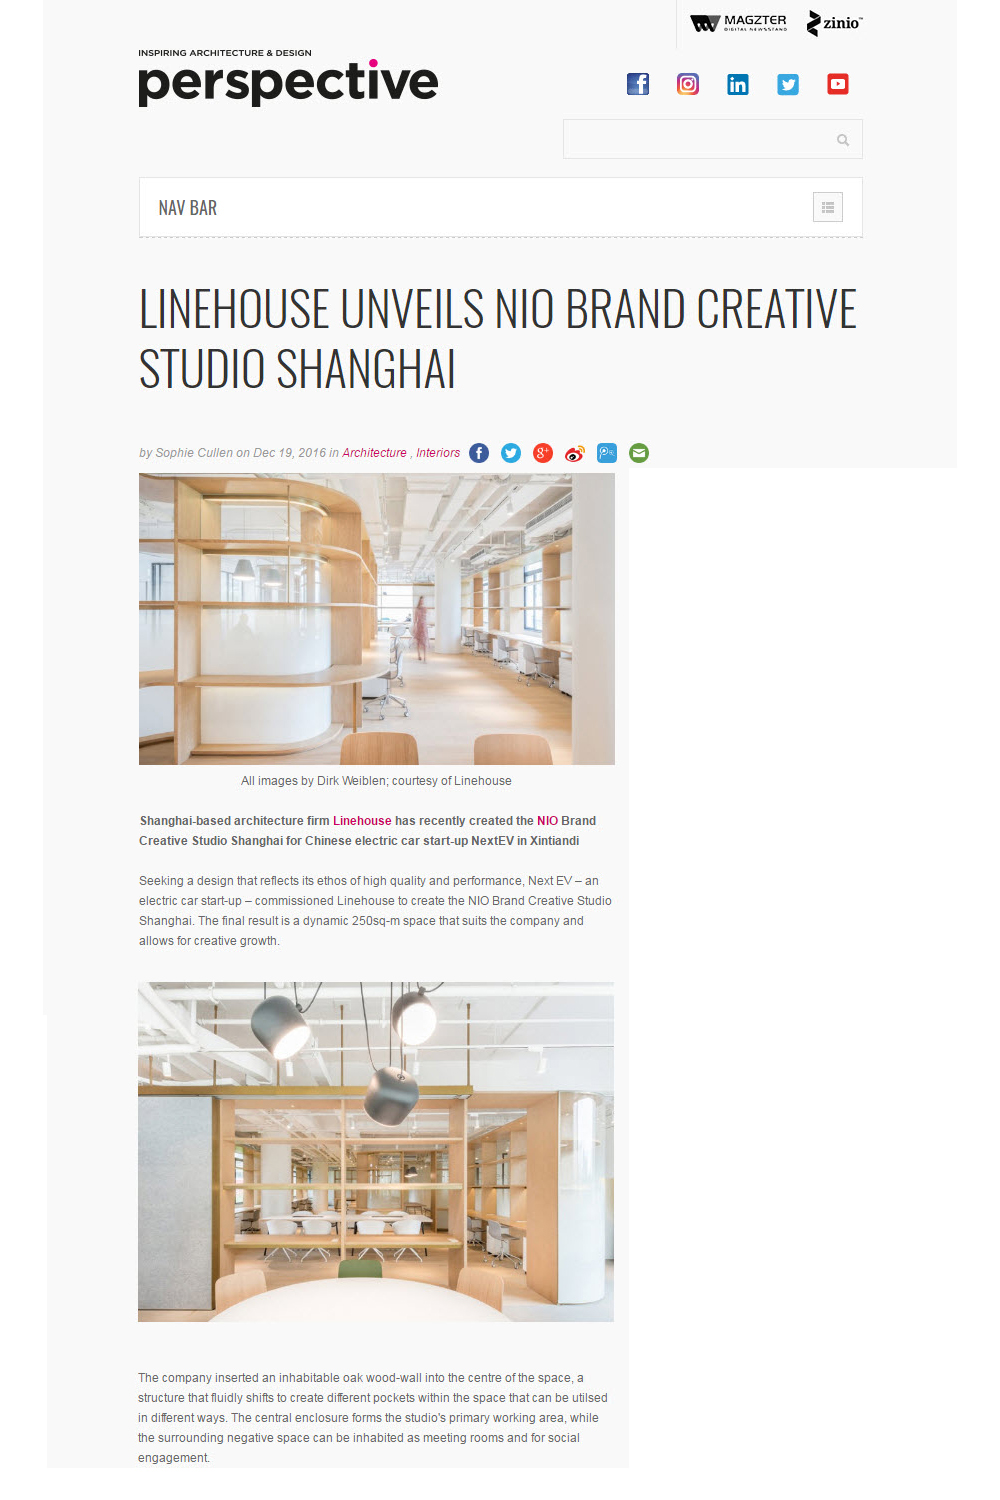 MAGZTER
DIGITAL NEWSSTAND
zinio™
INSPIRING ARCHITECTURE & DESIGN
perspective
NAV BAR
LINEHOUSE UNVEILS NIO BRAND CREATIVE
STUDIO SHANGHAI
by Sophie Cullen on Dec 19, 2016 in Architecture , Interiors
All images by Dirk Weiblen; courtesy of Linehouse
Shanghai-based architecture firm Linehouse has recently created the NIO Brand
Creative Studio Shanghai for Chinese electric car start-up NextEV in Xintiandi
Seeking a design that reflects its ethos of high quality and performance, Next EV – an
electric car start-up – commissioned Linehouse to create the NIO Brand Creative Studio
Shanghai. The final result is a dynamic 250sq-m space that suits the company and
allows for creative growth.
The company inserted an inhabitable oak wood-wall into the centre of the space, a
structure that fluidly shifts to create different pockets within the space that can be utilsed
in different ways. The central enclosure forms the studio's primary working area, while
the surrounding negative space can be inhabited as meeting rooms and for social
engagement.